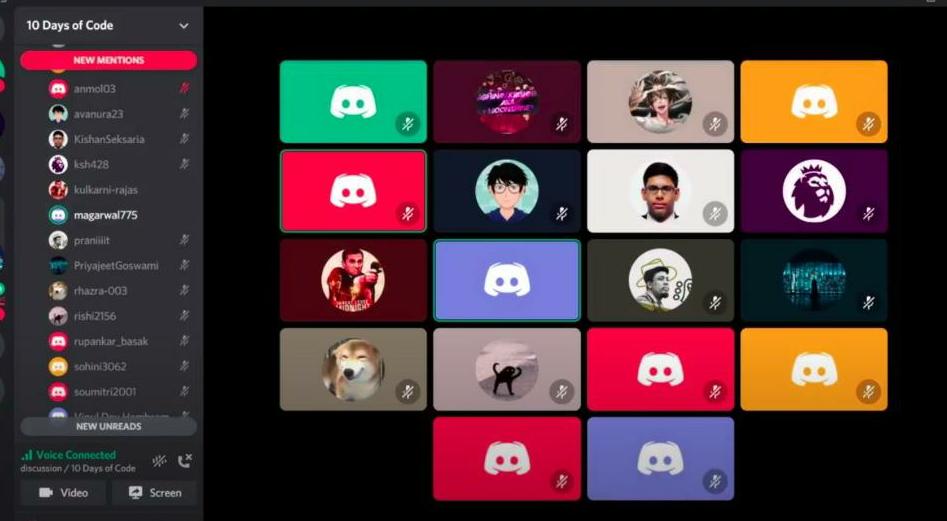 10 Days of Code
NEW MENTIONS
anmol03
avanura23
KishanSeksaria
ksh428
kulkarni-rajas
magarwal775
praniiiit
PriyajeetGoswami
rhazra-003
rishi2156
rupankar_basak
sohini3062
soumitri2001
NEW UNREADS
Voice Connected
discussion / 10 Days of Code
Video
Screen
MIDNIGHT